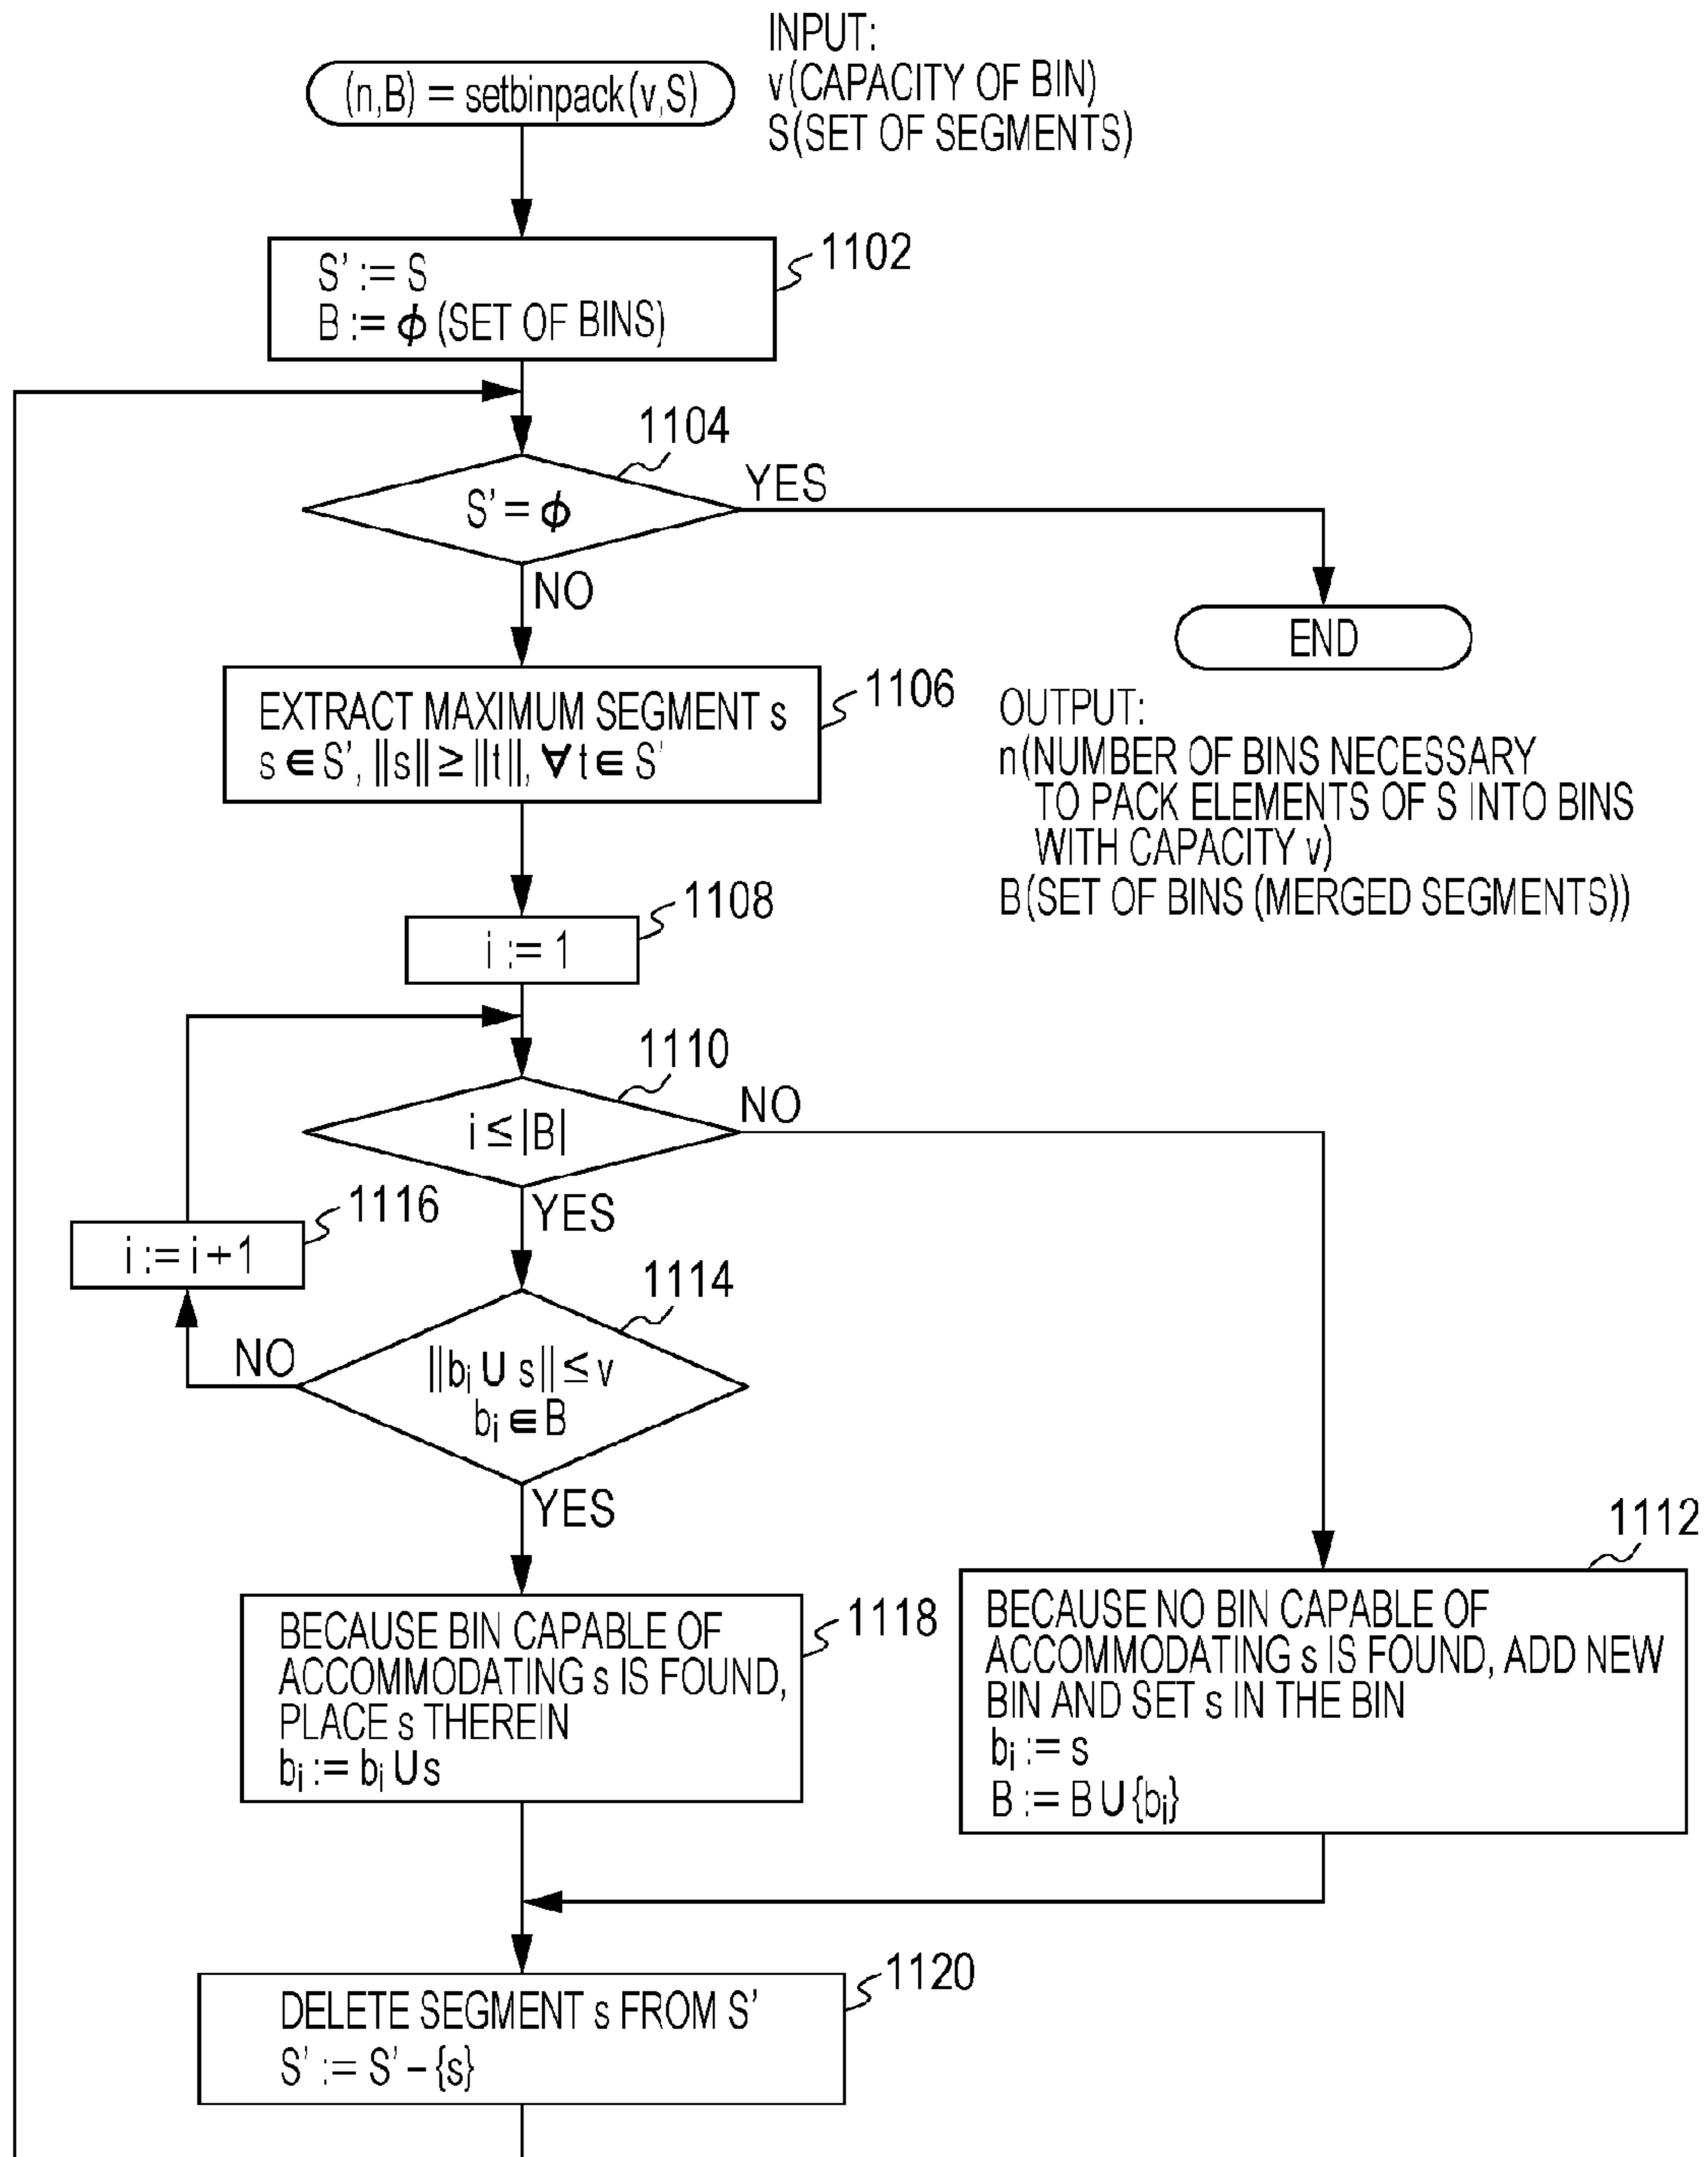 INPUT:
v(CAPACITY OF BIN)
S(SET OF SEGMENTS)
(n,B) = setbinpack(v,S)
1102
S' := S
B := ϕ (SET OF BINS)
1104
S' = ϕ
YES
NO
END
1106
EXTRACT MAXIMUM SEGMENT s
s ∈ S', ||s|| ≥ ||t||, ∀ t ∈ S'
OUTPUT:
n(NUMBER OF BINS NECESSARY
TO PACK ELEMENTS OF S INTO BINS
WITH CAPACITY v)
B(SET OF BINS (MERGED SEGMENTS))
1108
i := 1
1110
i ≤ |B|
NO
YES
1116
i := i + 1
1114
||bᵢ ∪ s|| ≤ v
bᵢ ∈ B
NO
YES
1118
BECAUSE BIN CAPABLE OF
ACCOMMODATING s IS FOUND,
PLACE s THEREIN
bᵢ := bᵢ ∪ s
1112
BECAUSE NO BIN CAPABLE OF
ACCOMMODATING s IS FOUND, ADD NEW
BIN AND SET s IN THE BIN
bᵢ := s
B := B ∪ {bᵢ}
1120
DELETE SEGMENT s FROM S'
S' := S' – {s}